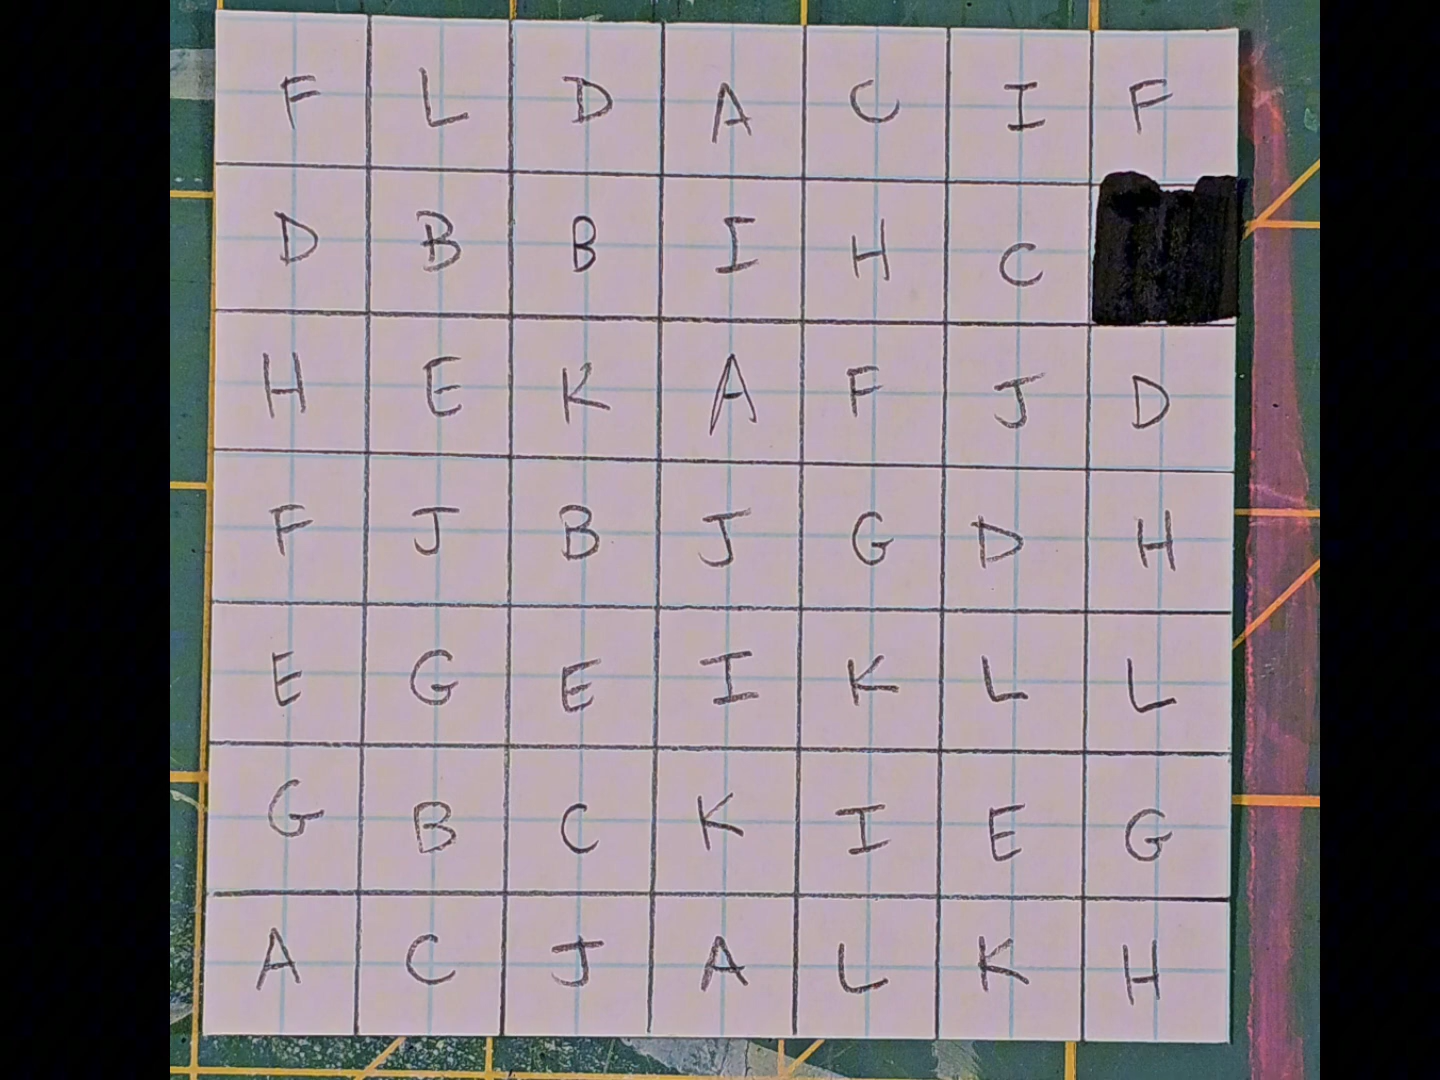 F L D A C I F
D B B I H C
H E K A F J D
F J B J G D H
E G E I K L L
G B C K I E G
A C J A L K H